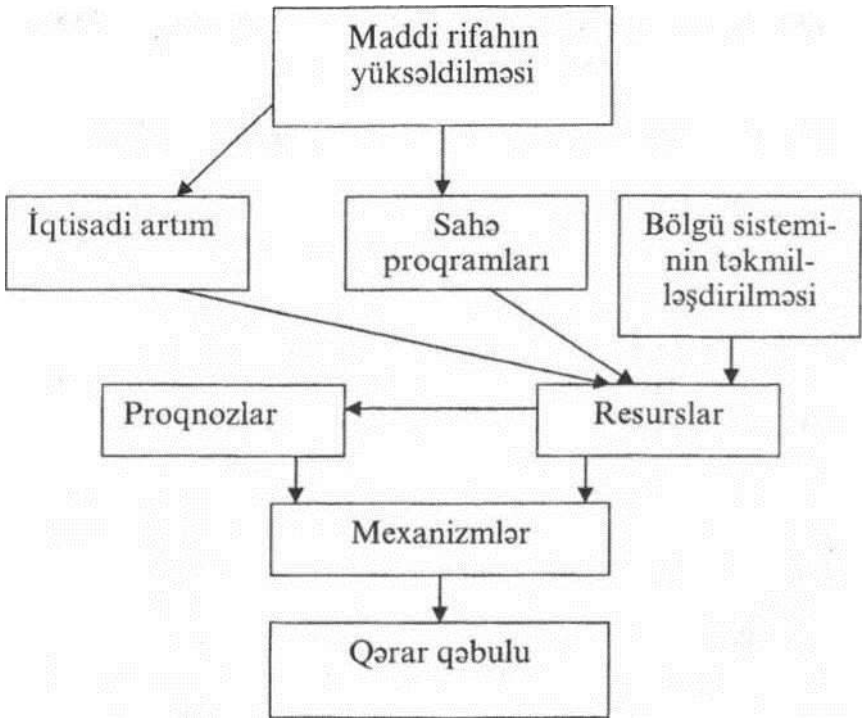 Maddi rifahın
yüksəldilməsi
İqtisadi artım
Sahə
proqramları
Bölgü sistemi-
nin təkmil-
ləşdirilməsi
Proqnozlar
Resurslar
Mexanizmlər
Qərar qəbulu